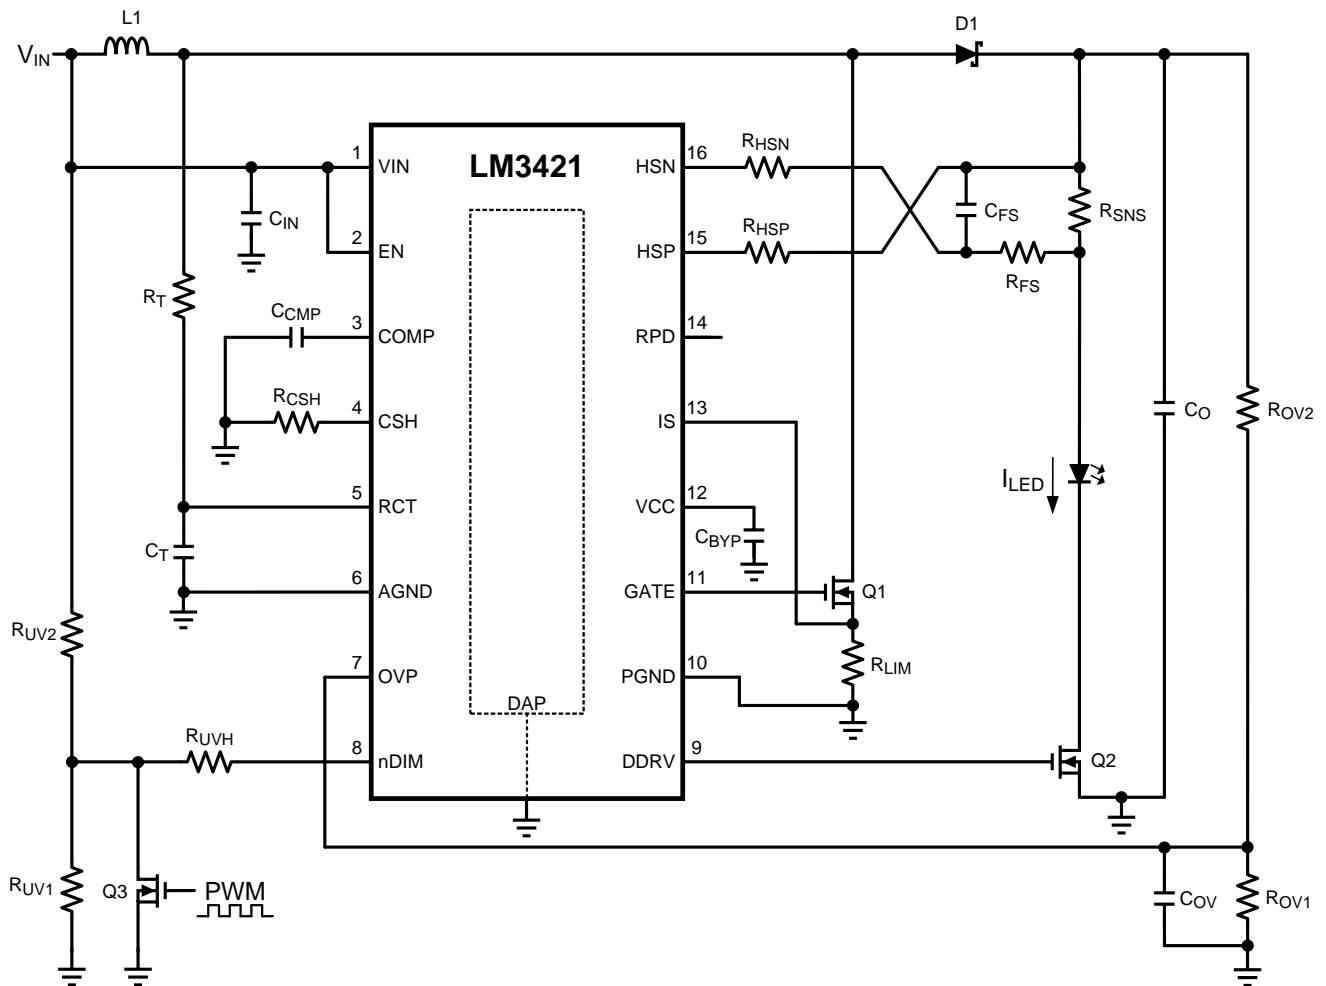 L1
D1
VIN
LM3421
1
VIN
HSN
16
RHSN
CIN
CFS
RSNS
2
EN
HSP
15
RHSP
RFS
RT
CCMP
3
COMP
RPD
14
RCSH
4
CSH
IS
13
CO
ROV2
ILED
5
RCT
VCC
12
CT
CBYP
6
AGND
GATE
11
Q1
RUV2
RLIM
7
OVP
PGND
10
DAP
RUVH
8
nDIM
DDRV
9
Q2
RUV1
Q3
PWM
COV
ROV1